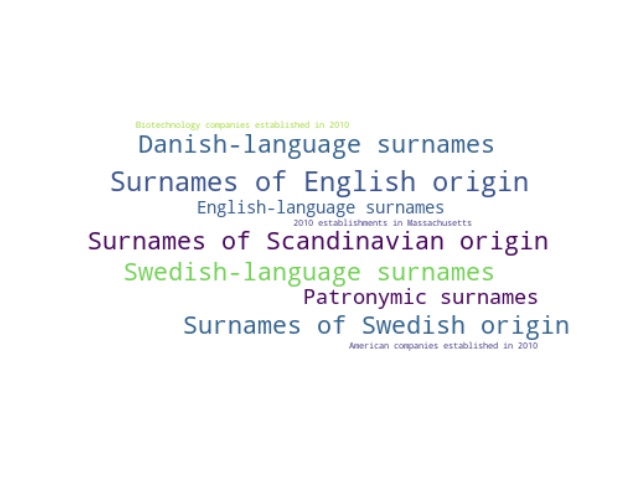 Biotechnology companies established in 2010
Danish-language surnames
Surnames of English origin
English-language surnames
2010 establishments in Massachusetts
Surnames of Scandinavian origin
Swedish-language surnames
Patronymic surnames
Surnames of Swedish origin
American companies established in 2010